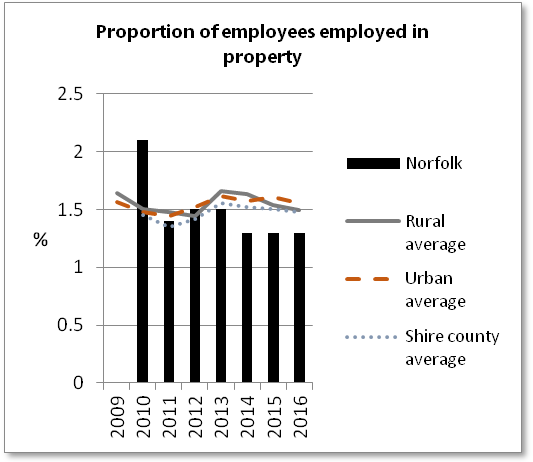 Proportion of employees employed in
property
2.5
2
1.5
1
0.5
0
%
2009
2010
2011
2012
2013
2014
2015
2016
Norfolk
Rural
average
Urban
average
Shire county
average